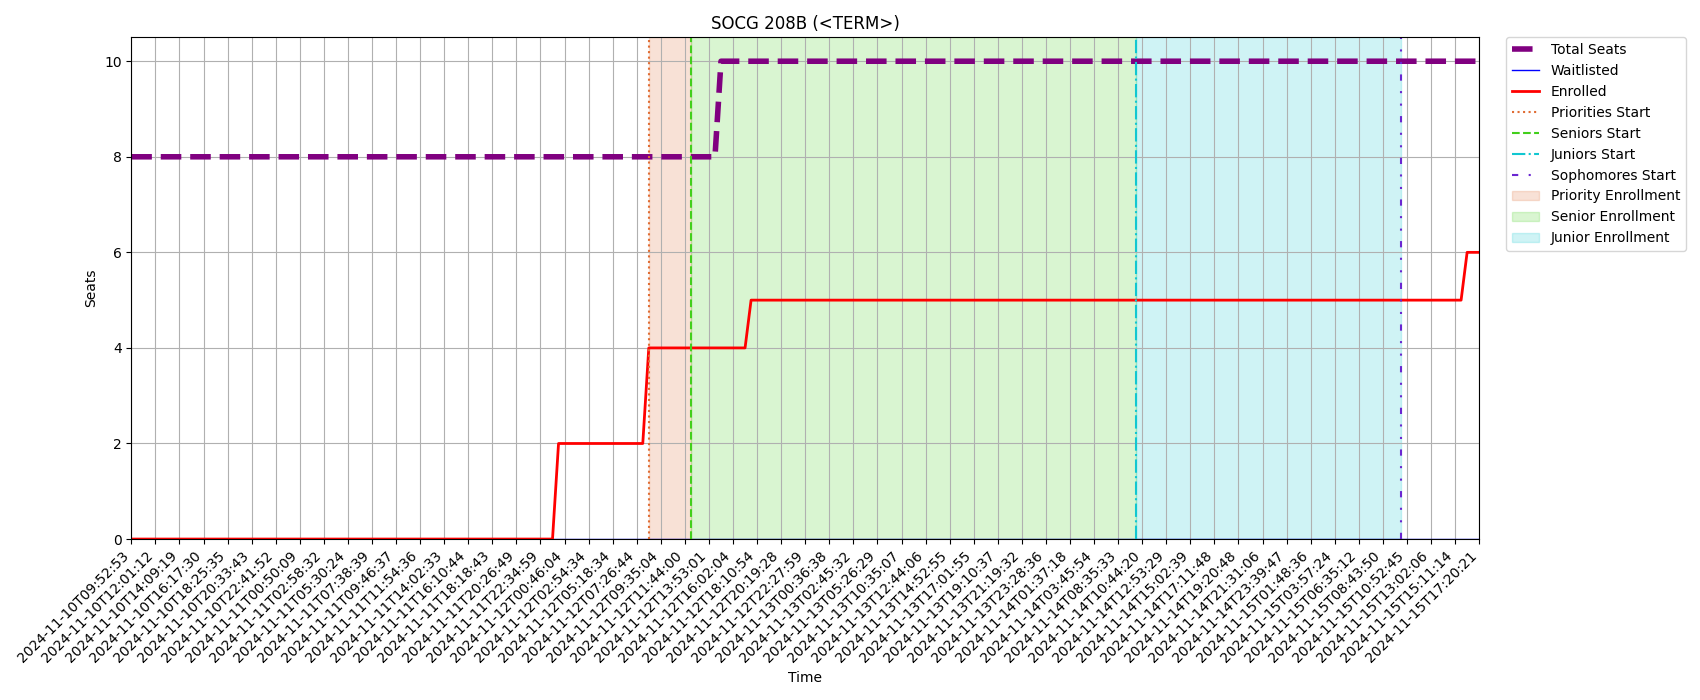 SOCG 208B (<TERM>)
Seats
10
8
6
4
2
0
2024-11-10T09:52:53
2024-11-10T12:01:12
2024-11-10T14:09:19
2024-11-10T16:17:30
2024-11-10T18:25:35
2024-11-10T20:33:43
2024-11-10T22:41:52
2024-11-11T00:50:09
2024-11-11T02:58:32
2024-11-11T05:30:24
2024-11-11T07:38:39
2024-11-11T09:46:37
2024-11-11T11:54:36
2024-11-11T14:02:33
2024-11-11T16:10:44
2024-11-11T18:18:43
2024-11-11T20:26:49
2024-11-11T22:34:59
2024-11-12T00:46:04
2024-11-12T02:54:34
2024-11-12T05:18:34
2024-11-12T07:26:44
2024-11-12T09:35:04
2024-11-12T11:44:00
2024-11-12T13:53:01
2024-11-12T16:02:04
2024-11-12T18:10:54
2024-11-12T20:19:28
2024-11-12T22:27:59
2024-11-13T00:36:38
2024-11-13T02:45:32
2024-11-13T05:26:29
2024-11-13T10:35:07
2024-11-13T12:44:06
2024-11-13T14:52:55
2024-11-13T17:01:55
2024-11-13T19:10:37
2024-11-13T21:19:32
2024-11-13T23:28:36
2024-11-14T01:37:18
2024-11-14T03:45:54
2024-11-14T08:35:33
2024-11-14T10:44:20
2024-11-14T12:53:29
2024-11-14T15:02:39
2024-11-14T17:11:48
2024-11-14T19:20:48
2024-11-14T21:31:06
2024-11-14T23:39:47
2024-11-15T01:48:36
2024-11-15T03:57:24
2024-11-15T06:35:12
2024-11-15T08:43:50
2024-11-15T10:52:45
2024-11-15T13:02:06
2024-11-15T15:11:14
2024-11-15T17:20:21
Time
Total Seats
Waitlisted
Enrolled
Priorities Start
Seniors Start
Juniors Start
Sophomores Start
Priority Enrollment
Senior Enrollment
Junior Enrollment